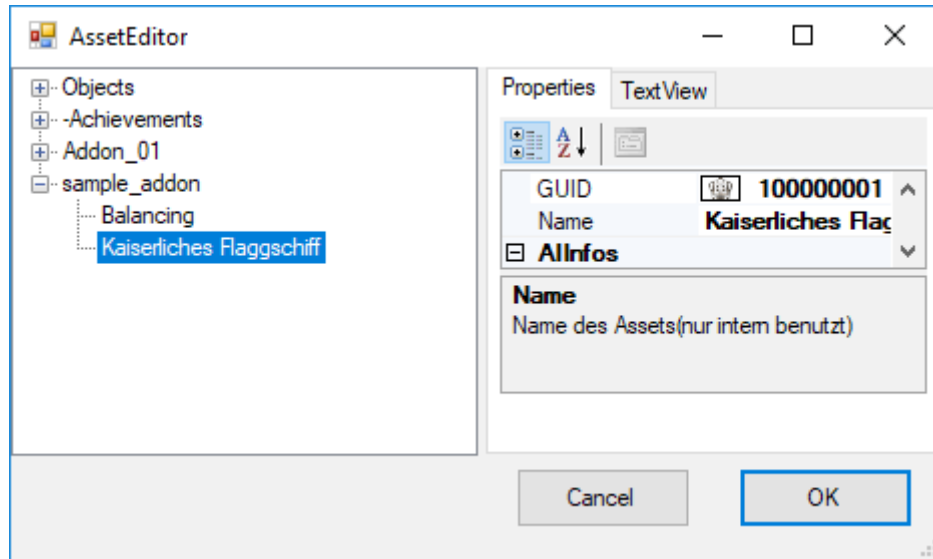 AssetEditor
Objects
-Achievements
Addon_01
sample_addon
Balancing
Kaiserliches Flaggschiff
Properties
TextView
A
Z
GUID 100000001
Name Kaiserliches Flag
AllInfos
Name
Name des Assets(nur intern benutzt)
Cancel
OK